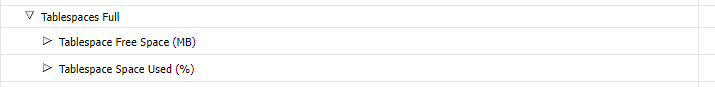 Tablespaces Full
Tablespace Free Space (MB)
Tablespace Space Used (%)